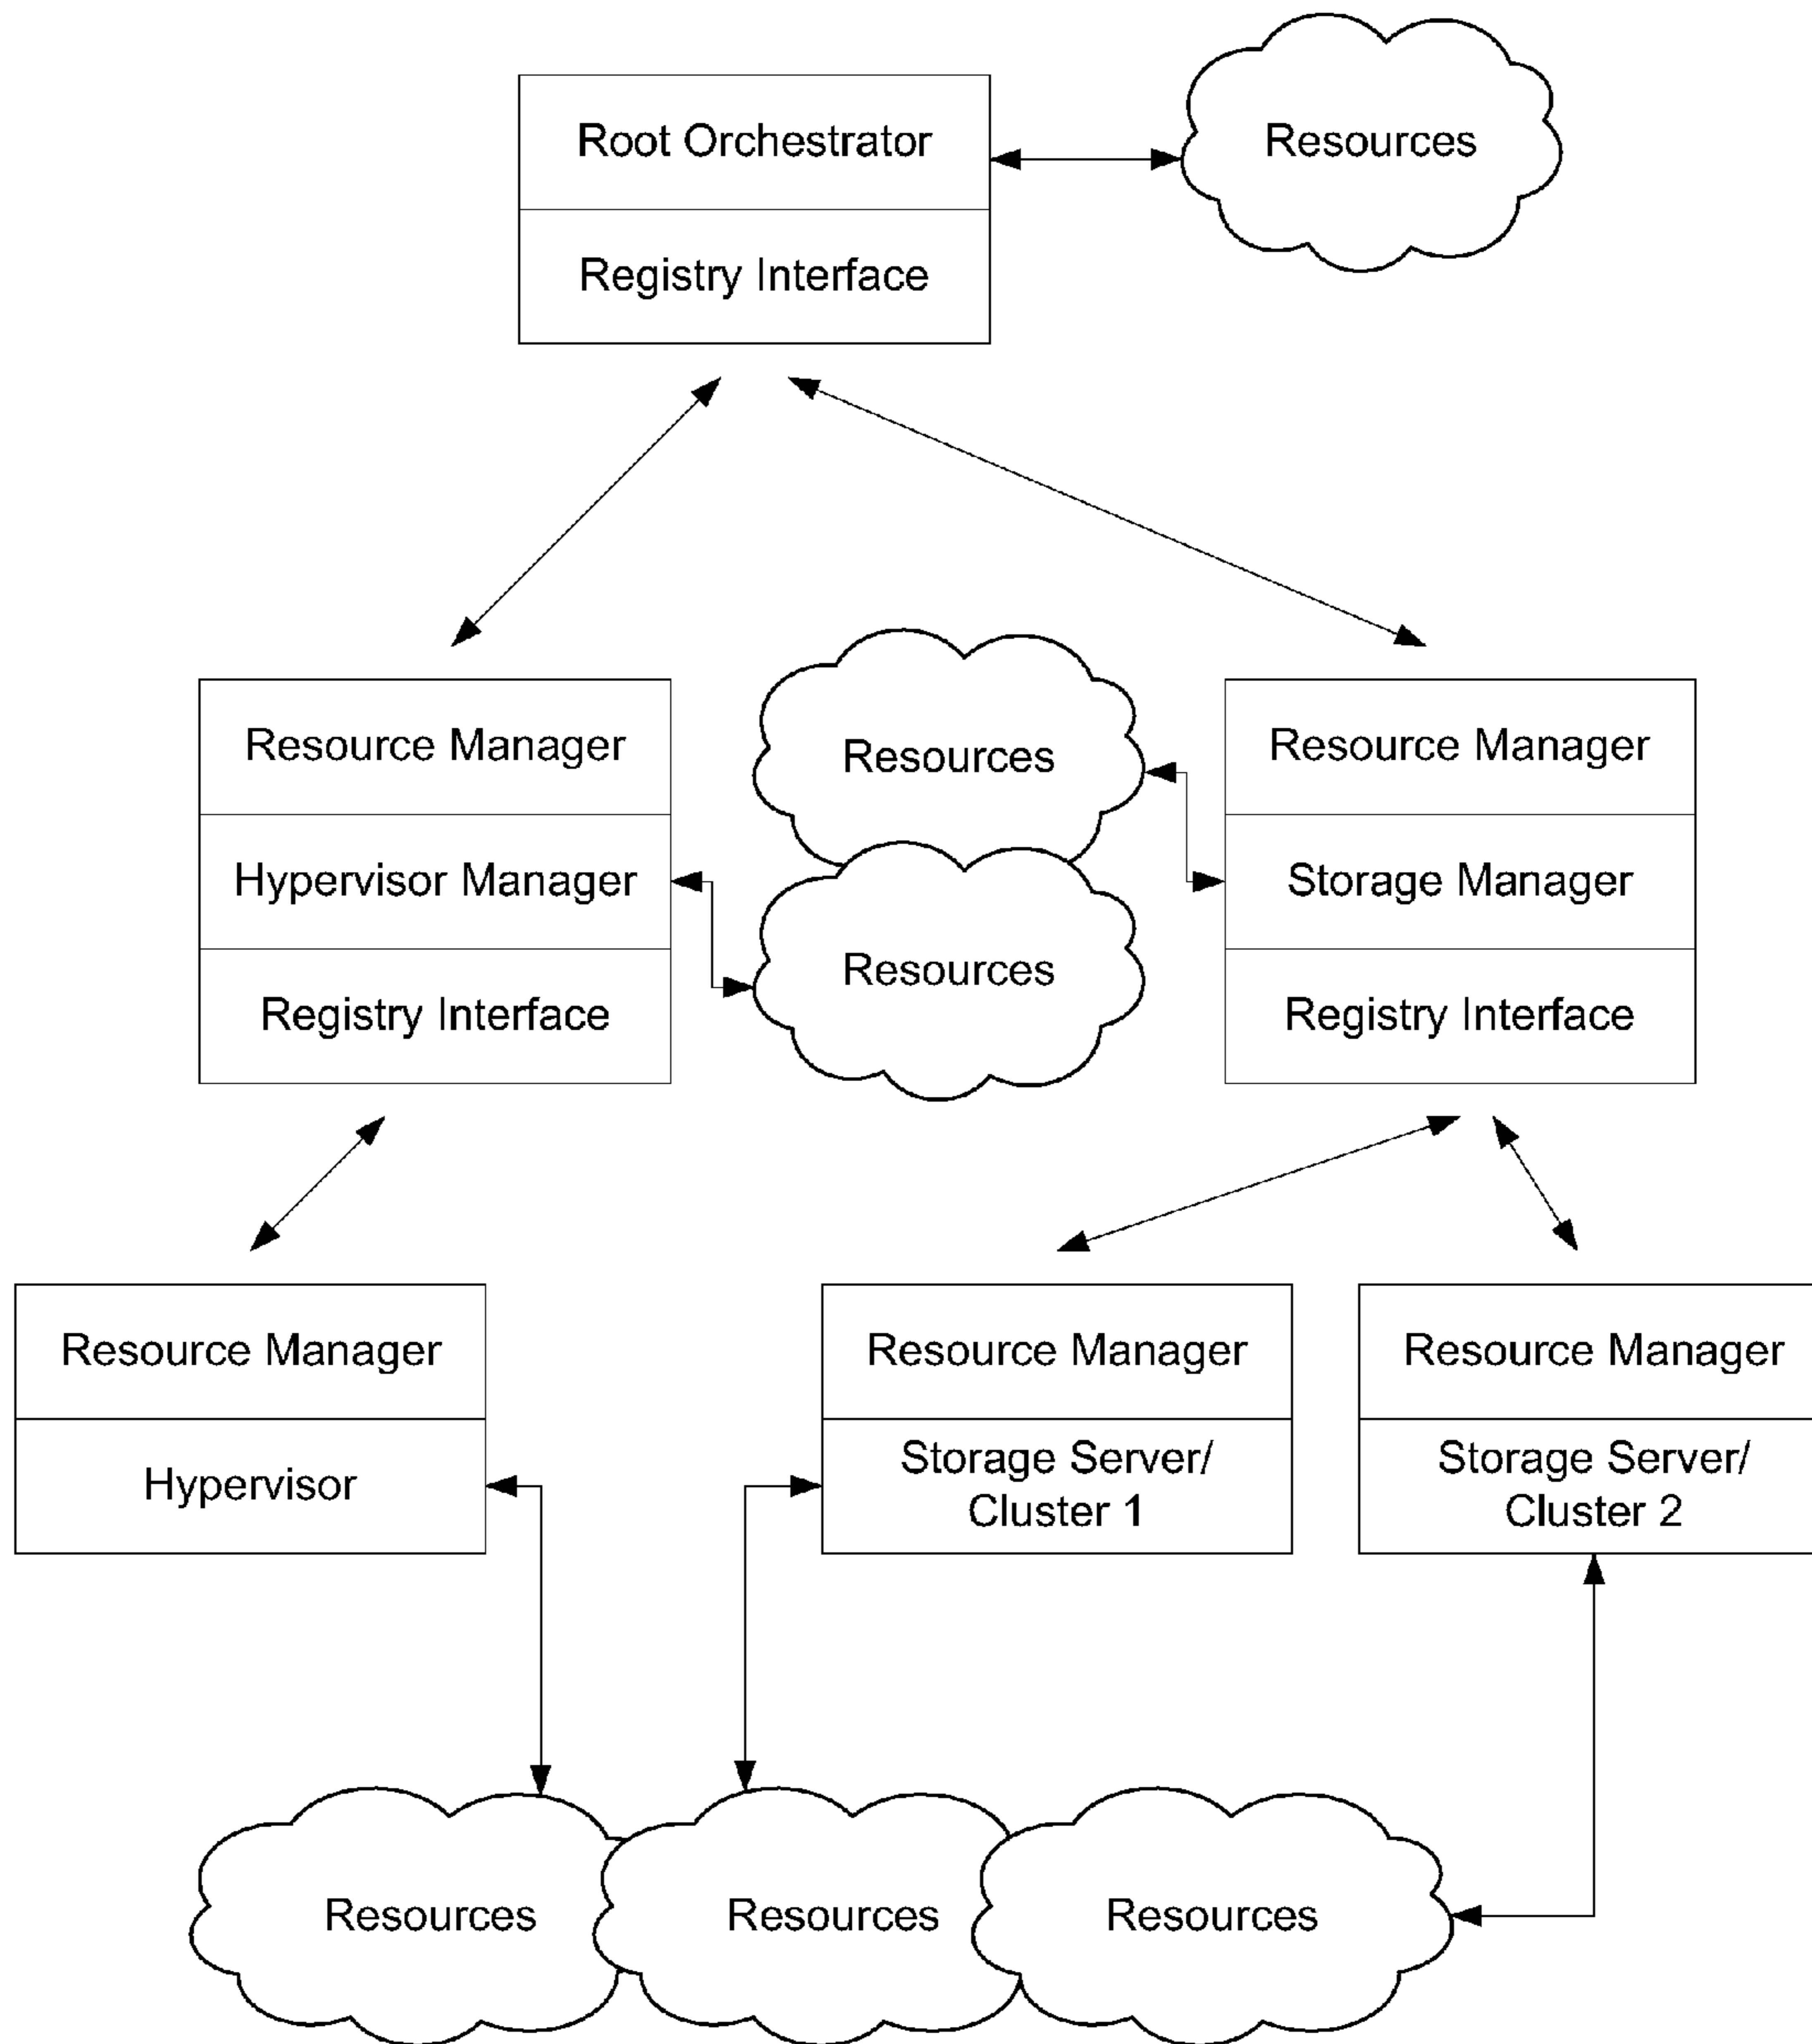 Root Orchestrator
Resources
Registry Interface
Resource Manager
Hypervisor Manager
Registry Interface
Resources
Resources
Resource Manager
Storage Manager
Registry Interface
Resource Manager
Hypervisor
Resource Manager
Storage Server/
Cluster 1
Resource Manager
Storage Server/
Cluster 2
Resources
Resources
Resources